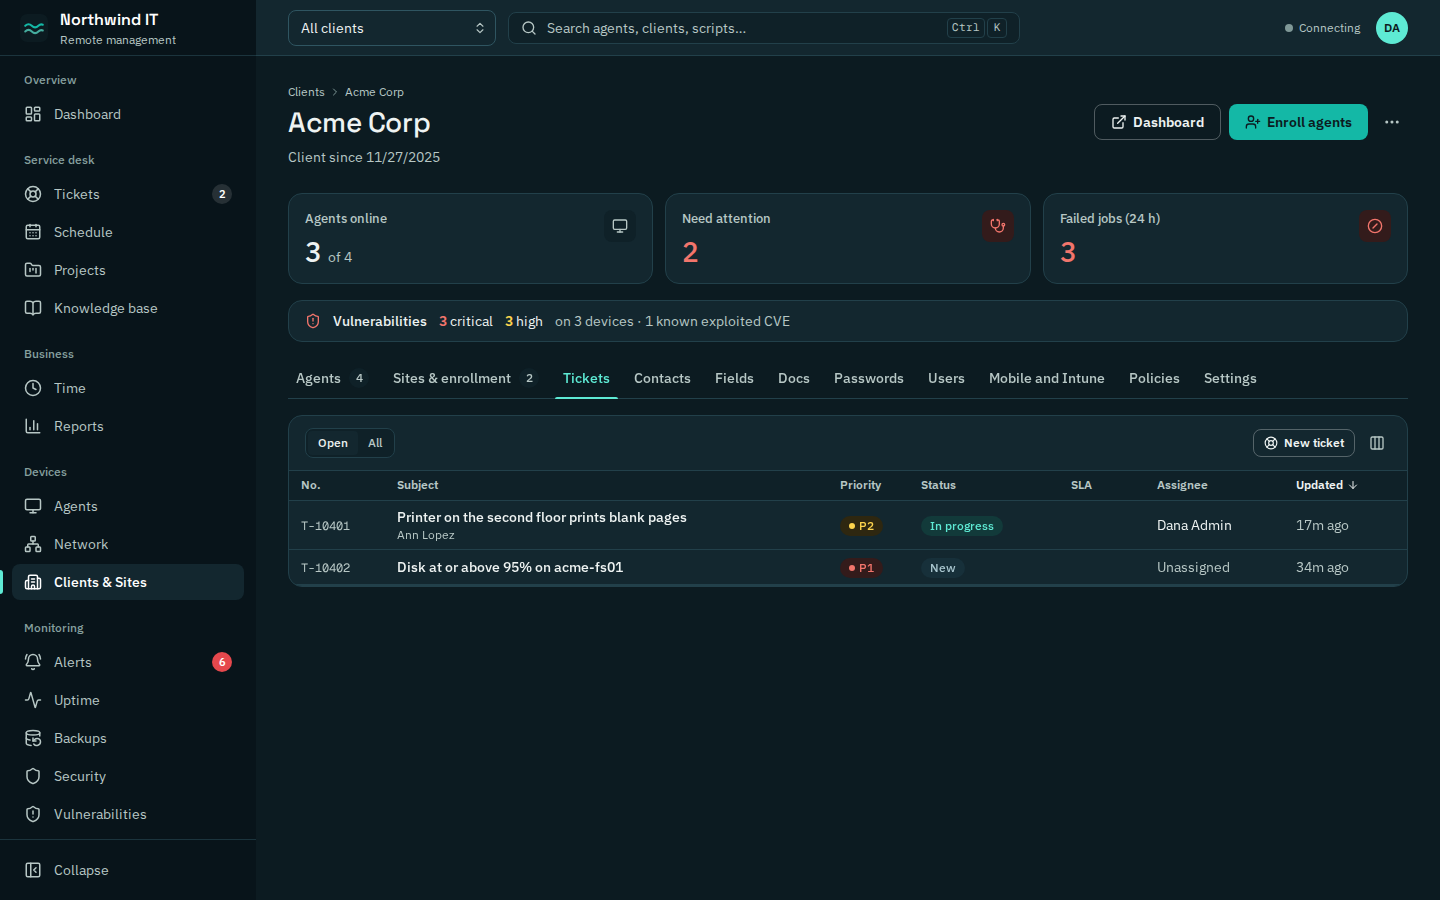 Northwind IT
Remote management
All clients
Search agents, clients, scripts...
Ctrl K
Connecting
DA
Overview
Dashboard
Service desk
Tickets 2
Schedule
Projects
Knowledge base
Business
Time
Reports
Devices
Agents
Network
Clients & Sites
Monitoring
Alerts 6
Uptime
Backups
Security
Vulnerabilities
Collapse
Clients > Acme Corp
Acme Corp
Client since 11/27/2025
Dashboard
Enroll agents
Agents online
3 of 4
Need attention
2
Failed jobs (24 h)
3
Vulnerabilities 3 critical 3 high on 3 devices · 1 known exploited CVE
Agents 4 Sites & enrollment 2 Tickets Contacts Fields Docs Passwords Users Mobile and Intune Policies Settings
Open All
New ticket
No. Subject Priority Status SLA Assignee Updated
T-10401 Printer on the second floor prints blank pages P2 In progress Dana Admin 17m ago
Ann Lopez
T-10402 Disk at or above 95% on acme-fs01 P1 New Unassigned 34m ago